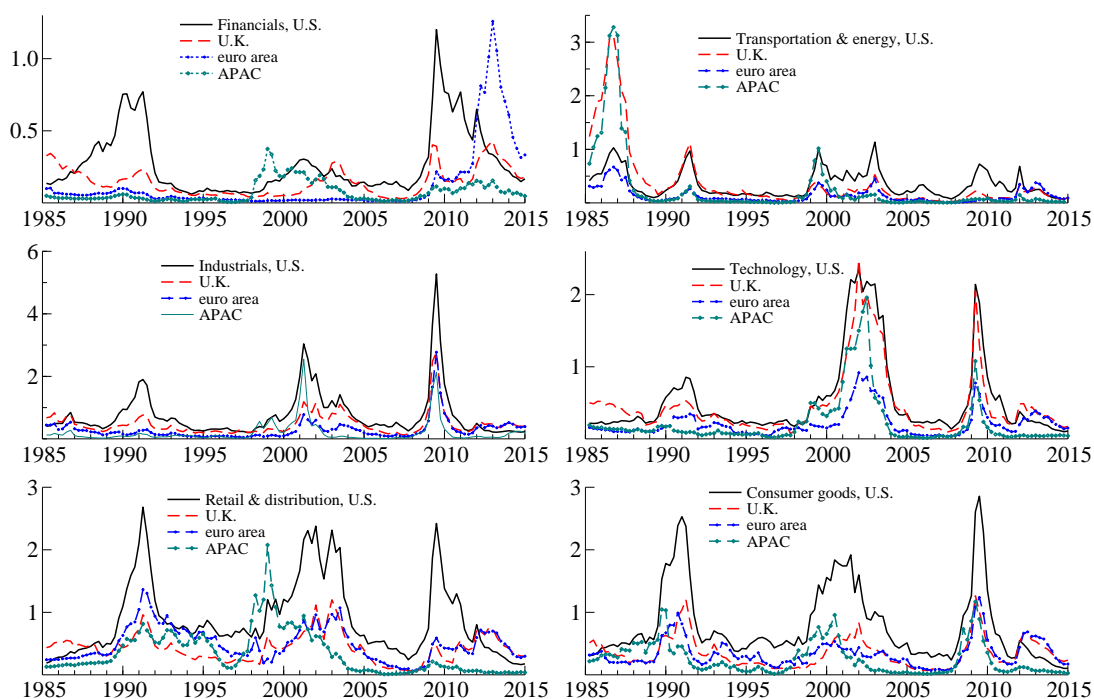 Financials, U.S.
U.K.
euro area
APAC
1.0
0.5
1985 1990 1995 2000 2005 2010 2015
Transportation & energy, U.S.
U.K.
euro area
APAC
3
2
1
1985 1990 1995 2000 2005 2010 2015
Industrials, U.S.
U.K.
euro area
APAC
6
4
2
1985 1990 1995 2000 2005 2010 2015
Technology, U.S.
U.K.
euro area
APAC
2
1
1985 1990 1995 2000 2005 2010 2015
Retail & distribution, U.S.
U.K.
euro area
APAC
3
2
1
1985 1990 1995 2000 2005 2010 2015
Consumer goods, U.S.
U.K.
euro area
APAC
3
2
1
1985 1990 1995 2000 2005 2010 2015